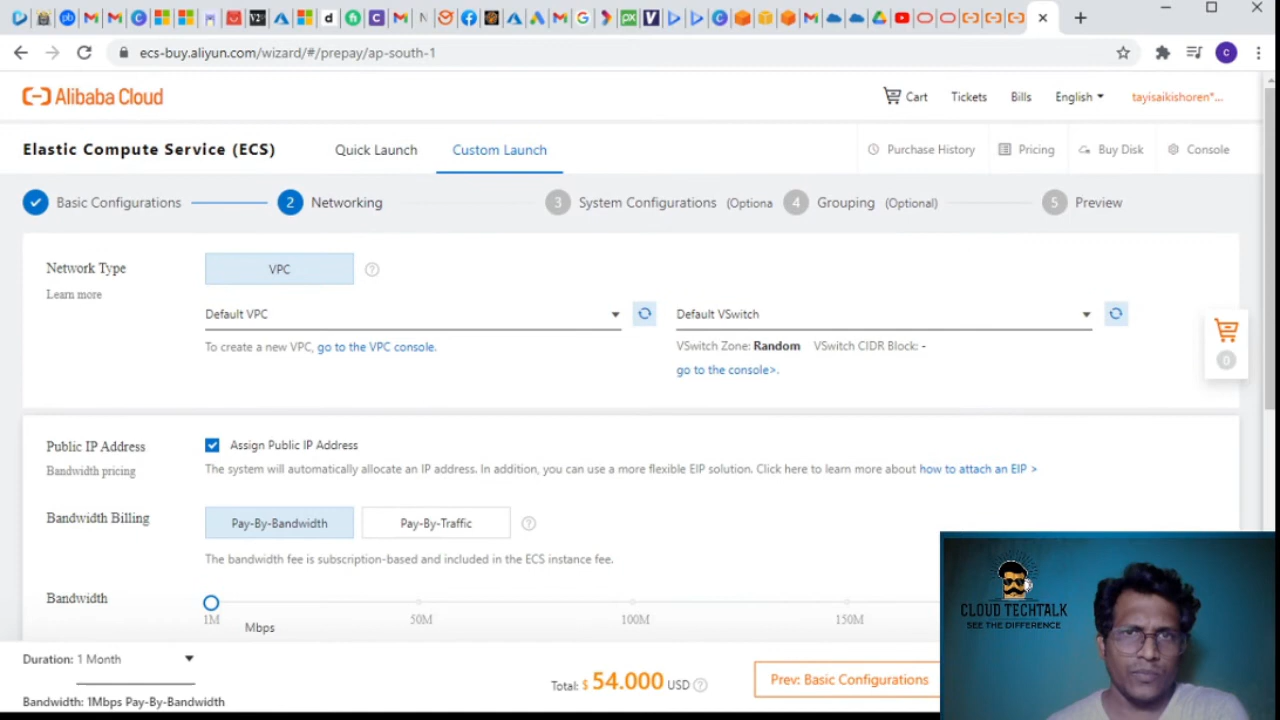 ecs-buy.aliyun.com/wizard/#/prepay/ap-south-1
Alibaba Cloud
Cart
Tickets
Bills
English
tayisaikishoren*...
Elastic Compute Service (ECS)
Quick Launch
Custom Launch
Purchase History
Pricing
Buy Disk
Console
Basic Configurations
2 Networking
3 System Configurations (Optiona
4 Grouping (Optional)
5 Preview
Network Type
VPC
Learn more
Default VPC
Default VSwitch
To create a new VPC, go to the VPC console.
VSwitch Zone: Random VSwitch CIDR Block: -
go to the console>.
0
Public IP Address
Assign Public IP Address
Bandwidth pricing
The system will automatically allocate an IP address. In addition, you can use a more flexible EIP solution. Click here to learn more about how to attach an EIP >
Bandwidth Billing
Pay-By-Bandwidth
Pay-By-Traffic
The bandwidth fee is subscription-based and included in the ECS instance fee.
Bandwidth
1M
50M
100M
150M
Mbps
CLOUD TECHTALK
SEE THE DIFFERENCE
Duration: 1 Month
Total: $ 54.000 USD
Prev: Basic Configurations
Bandwidth: 1Mbps Pay-By-Bandwidth